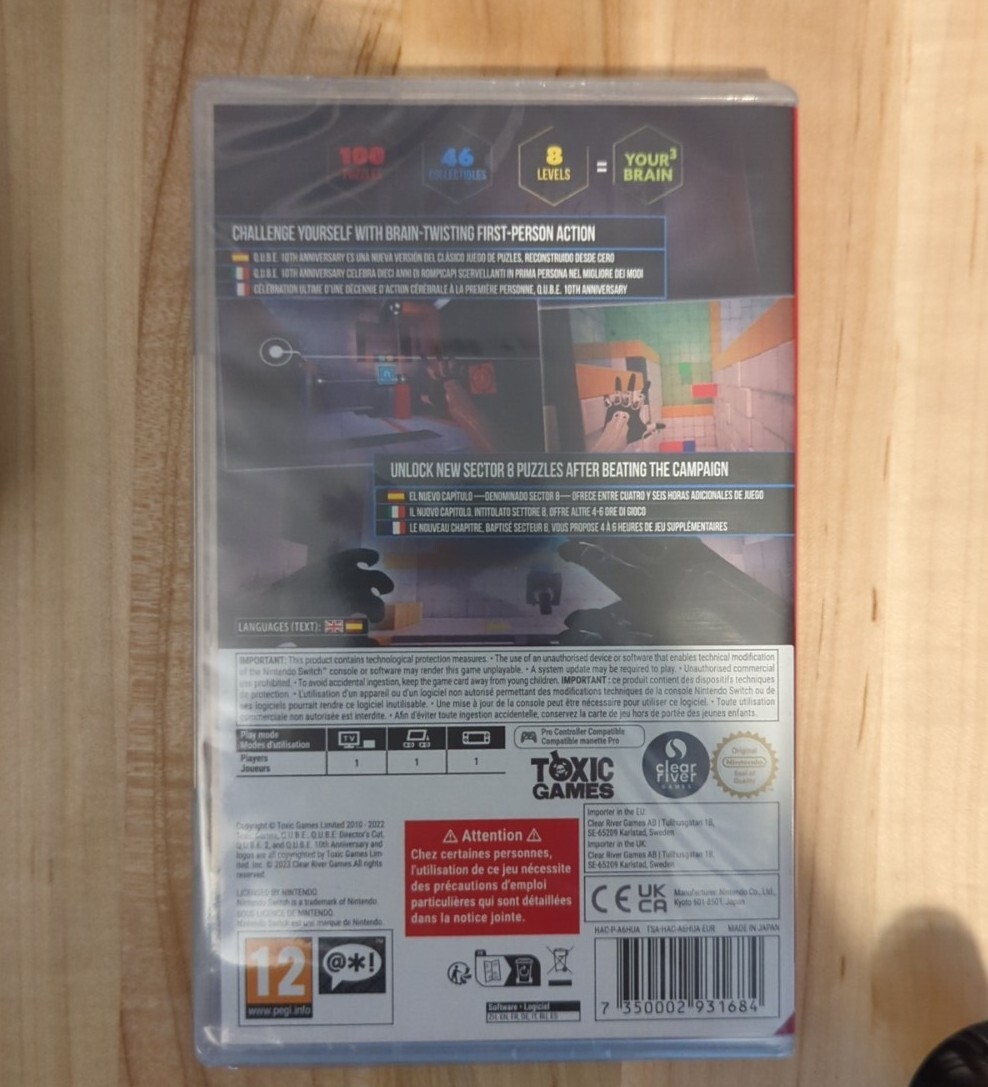 100
PUZZLES
46
COLLECTIBLES
8
LEVELS
=
YOUR³
BRAIN
CHALLENGE YOURSELF WITH BRAIN-TWISTING FIRST-PERSON ACTION
Q.U.B.E. 10TH ANNIVERSARY ES UNA NUEVA VERSIÓN DEL CLÁSICO JUEGO DE PUZLES, RECONSTRUIDO DESDE CERO
Q.U.B.E. 10TH ANNIVERSARY CELEBRA DIECI ANNI DI ROMPICAPI SCERVELLANTI IN PRIMA PERSONA NEL MIGLIORE DEI MODI
CÉLÉBRATION ULTIME D'UNE DÉCENNIE D'ACTION CÉRÉBRALE À LA PREMIÈRE PERSONNE, Q.U.B.E. 10TH ANNIVERSARY
UNLOCK NEW SECTOR 8 PUZZLES AFTER BEATING THE CAMPAIGN
EL NUEVO CAPÍTULO —DENOMINADO SECTOR 8— OFRECE ENTRE CUATRO Y SEIS HORAS ADICIONALES DE JUEGO
IL NUOVO CAPITOLO, INTITOLATO SETTORE 8, OFFRE ALTRE 4-6 ORE DI GIOCO
LE NOUVEAU CHAPITRE, BAPTISÉ SECTEUR 8, VOUS PROPOSE 4 À 6 HEURES DE JEU SUPPLÉMENTAIRES
LANGUAGES (TEXT):
IMPORTANT: This product contains technological protection measures. • The use of an unauthorised device or software that enables technical modification
of the Nintendo Switch™ console or software may render this game unplayable. • A system update may be required to play. • Unauthorised commercial
use prohibited. • To avoid accidental ingestion, keep the game card away from young children. IMPORTANT : ce produit contient des dispositifs techniques
de protection. • L'utilisation d'un appareil ou d'un logiciel non autorisé permettant des modifications techniques de la console Nintendo Switch ou de
ses logiciels pourrait rendre ce logiciel inutilisable. • Une mise à jour de la console peut être nécessaire pour utiliser ce logiciel. • Toute utilisation
commerciale non autorisée est interdite. • Afin d'éviter toute ingestion accidentelle, conservez la carte de jeu hors de portée des jeunes enfants.
Play mode
Modes d'utilisation
TV
Players
Joueurs
1
1
1
Pro Controller Compatible
Compatible manette Pro
TOXIC
GAMES
clear
river
GAMES
Original
Nintendo
Seal of
Quality
Copyright © Toxic Games Limited 2010 - 2022
Toxic Games, Q.U.B.E., Q.U.B.E. Director's Cut,
Q.U.B.E. 2, and Q.U.B.E. 10th Anniversary and
logos are all copyrighted by Toxic Games Lim-
ited, Inc. © 2023 Clear River Games All rights
reserved.
LICENSED BY NINTENDO
Nintendo Switch is a trademark of Nintendo.
SOUS LICENCE DE NINTENDO
Nintendo Switch est une marque de Nintendo.
Attention
Chez certaines personnes,
l'utilisation de ce jeu nécessite
des précautions d'emploi
particulières qui sont détaillées
dans la notice jointe.
Importer in the EU:
Clear River Games AB | Tullhusgatan 1B,
SE-65209 Karlstad, Sweden
Importer in the UK:
Clear River Games AB | Tullhusgatan 1B,
SE-65209 Karlstad, Sweden
CE UK
CA
Manufacturer: Nintendo Co., Ltd.,
Kyoto 601-8501, Japan
HAC-P-A6HUA TSA-HAC-A6HUA-EUR MADE IN JAPAN
12
www.pegi.info
@*!
Software • Logiciel
7 350002 931684